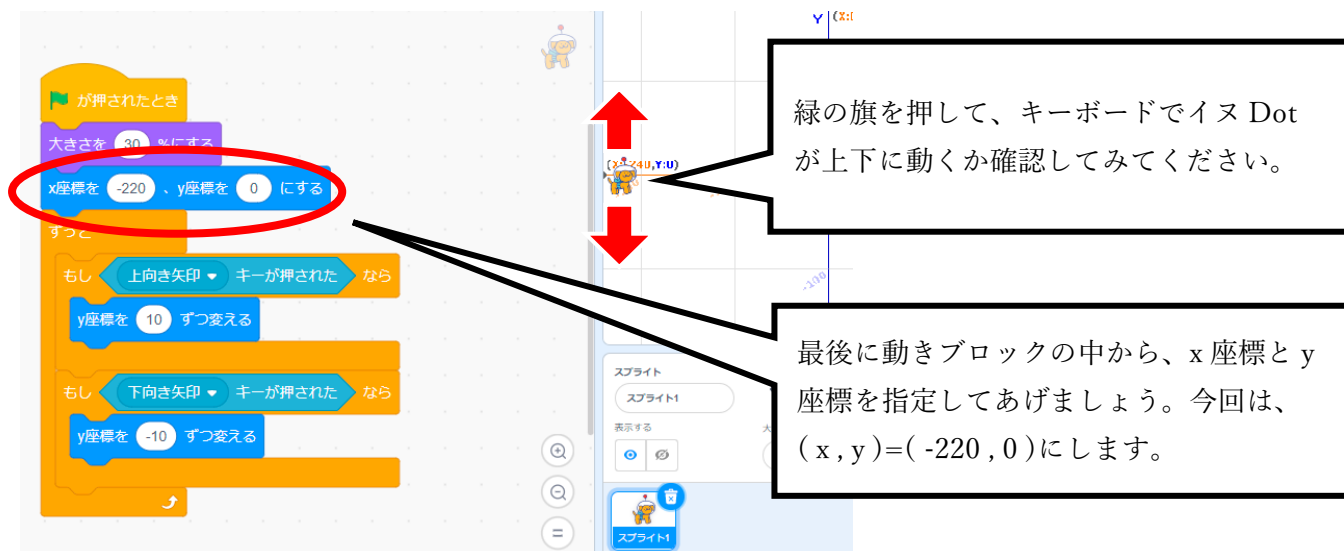 が押されたとき
大きさを 30 %にする
x座標を -220 、y座標を 0 にする
ずっと
もし 上向き矢印 キーが押された なら
y座標を 10 ずつ変える
もし 下向き矢印 キーが押された なら
y座標を -10 ずつ変える
Y
-100
緑の旗を押して、キーボードでイヌ Dot
が上下に動くか確認してみてください。
最後に動きブロックの中から、x 座標と y
座標を指定してあげましょう。今回は、
( x , y )=( -220 , 0 )にします。
スプライト
スプライト1
表示する
スプライト1